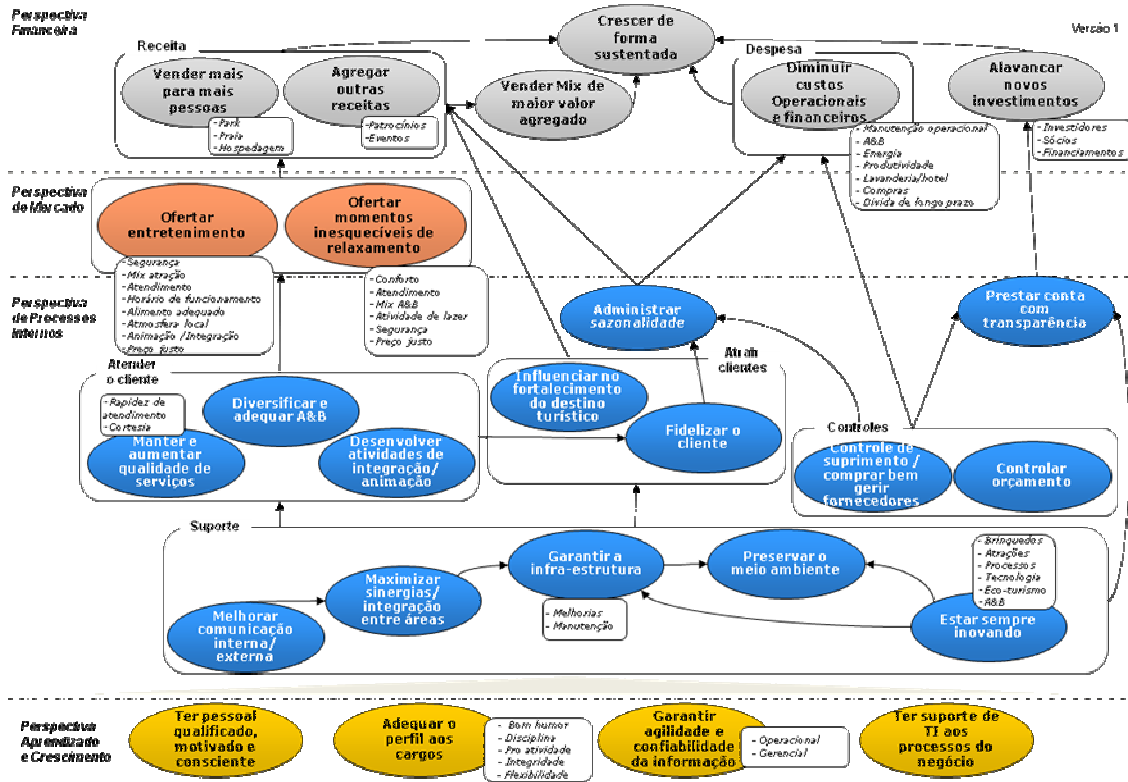 Perspectiva
Financeira
Versão 1
Crescer de
forma
sustentada
Receita
Vender mais
para mais
pessoas
- Park
- Praia
- Hospedagem
Agregar
outras
receitas
- Patrocínios
- Eventos
Vender Mix de
maior valor
agregado
Despesa
Diminuir
custos
Operacionais
e financeiros
- Manutenção operacional
- A&B
- Energia
- Produtividade
- Lavanderia/hotel
- Compras
- Divida de longo prazo
Alavancar
novos
investimentos
- Investidores
- Sócios
- Financiamentos
Perspectiva
do Mercado
Ofertar
entretenimento
- Segurança
- Mix atração
- Atendimento
- Horário de funcionamento
- Alimento adequado
- Atmosfera local
- Animação /Integração
- Preço justo
Ofertar
momentos
inesquecíveis de
relaxamento
- Conforto
- Atendimento
- Mix A&B
- Atividade de lazer
- Segurança
- Preço justo
Perspectiva
de Processos
Internos
Administrar
sazonalidade
Prestar conta
com
transparência
Atender
o cliente
- Rapidez de
atendimento
- Cortesia
Diversificar e
adequar A&B
Manter e
aumentar
qualidade de
serviços
Desenvolver
atividades de
integração/
animação
Atrair
clientes
Influenciar no
fortalecimento
do destino
turístico
Fidelizar o
cliente
Controles
Controle de
suprimento /
comprar bem
gerir
fornecedores
Controlar
orçamento
Suporte
Melhorar
comunicação
interna/
externa
Maximizar
sinergias/
integração
entre áreas
Garantir a
infra-estrutura
- Melhorias
- Manutenção
Preservar o
meio ambiente
- Brinquedos
- Atrações
- Processos
- Tecnologia
- Eco-turismo
- A&B
Estar sempre
inovando
Perspectiva
Aprendizado
e Crescimento
Ter pessoal
qualificado,
motivado e
consciente
Adequar o
perfil aos
cargos
- Bom humor
- Disciplina
- Pro atividade
- Integridade
- Flexibilidade
Garantir
agilidade e
confiabilidade
da informação
- Operacional
- Gerencial
Ter suporte de
TI aos
processos do
negócio